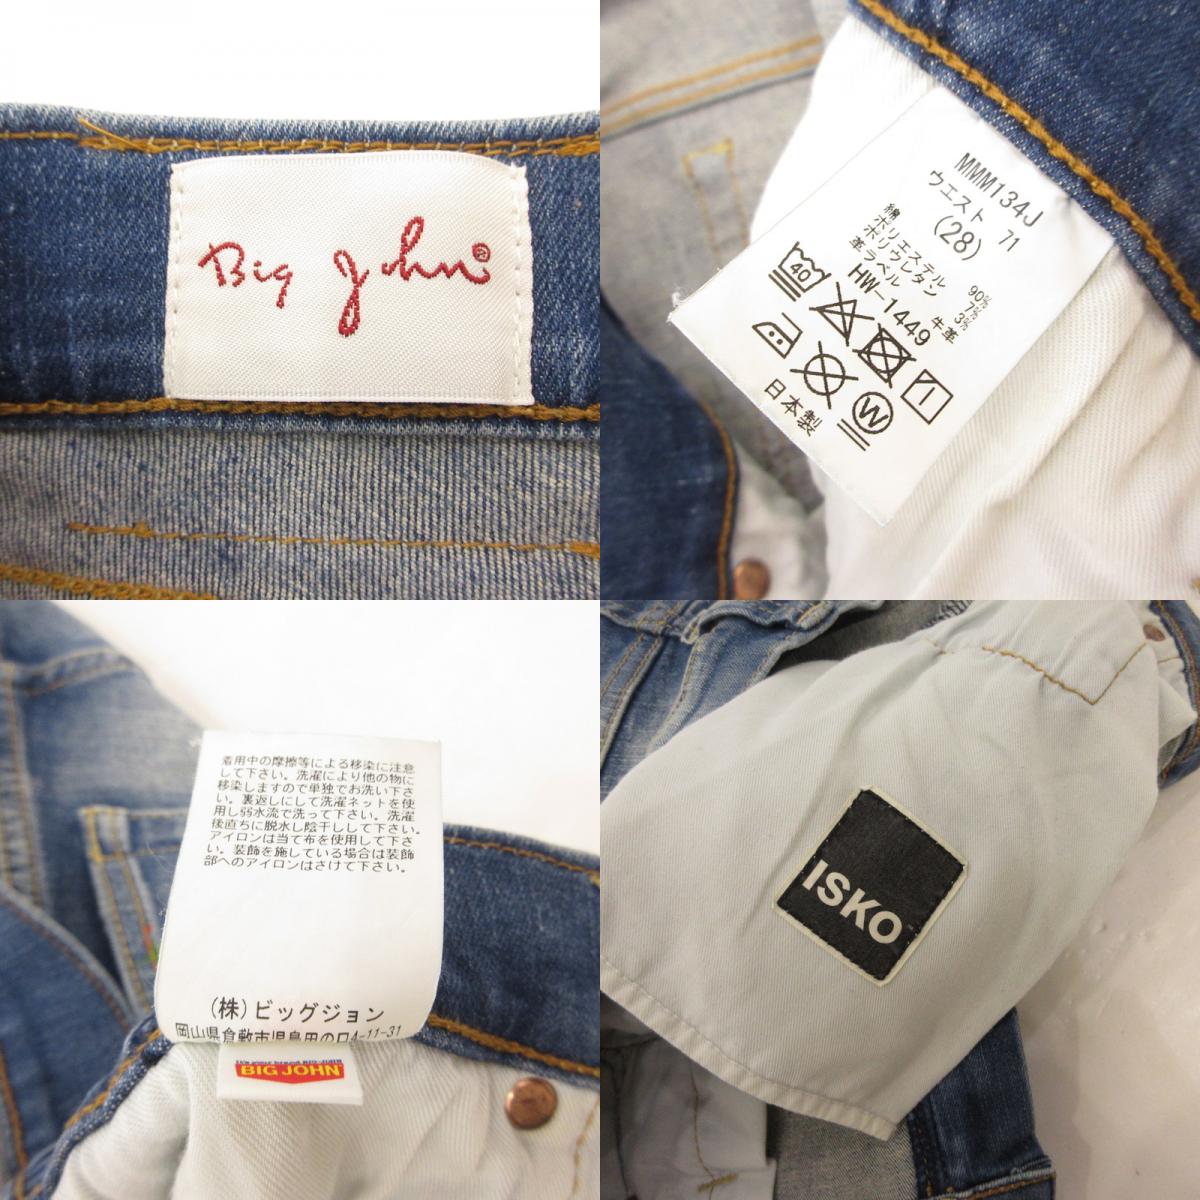 Big John®
MMM134J
ウエスト 71
(28)
綿 90%
ポリエステル 7%
ポリウレタン 3%
革ラベル 牛革
HW-1449
40
W
日本製
着用中の摩擦等による移染に注意
して下さい。洗濯により他の物に
移染しますので単独でお洗い下さ
い。裏返しにして洗濯ネットを使
用し弱水流で洗って下さい。洗濯
後直ちに脱水し陰干しして下さい。
アイロンは当て布を使用して下さ
い。装飾を施している場合は装飾
部へのアイロンはさけて下さい。
(株)ビッグジョン
岡山県倉敷市児島田の口4-11-31
BIG JOHN
ISKO